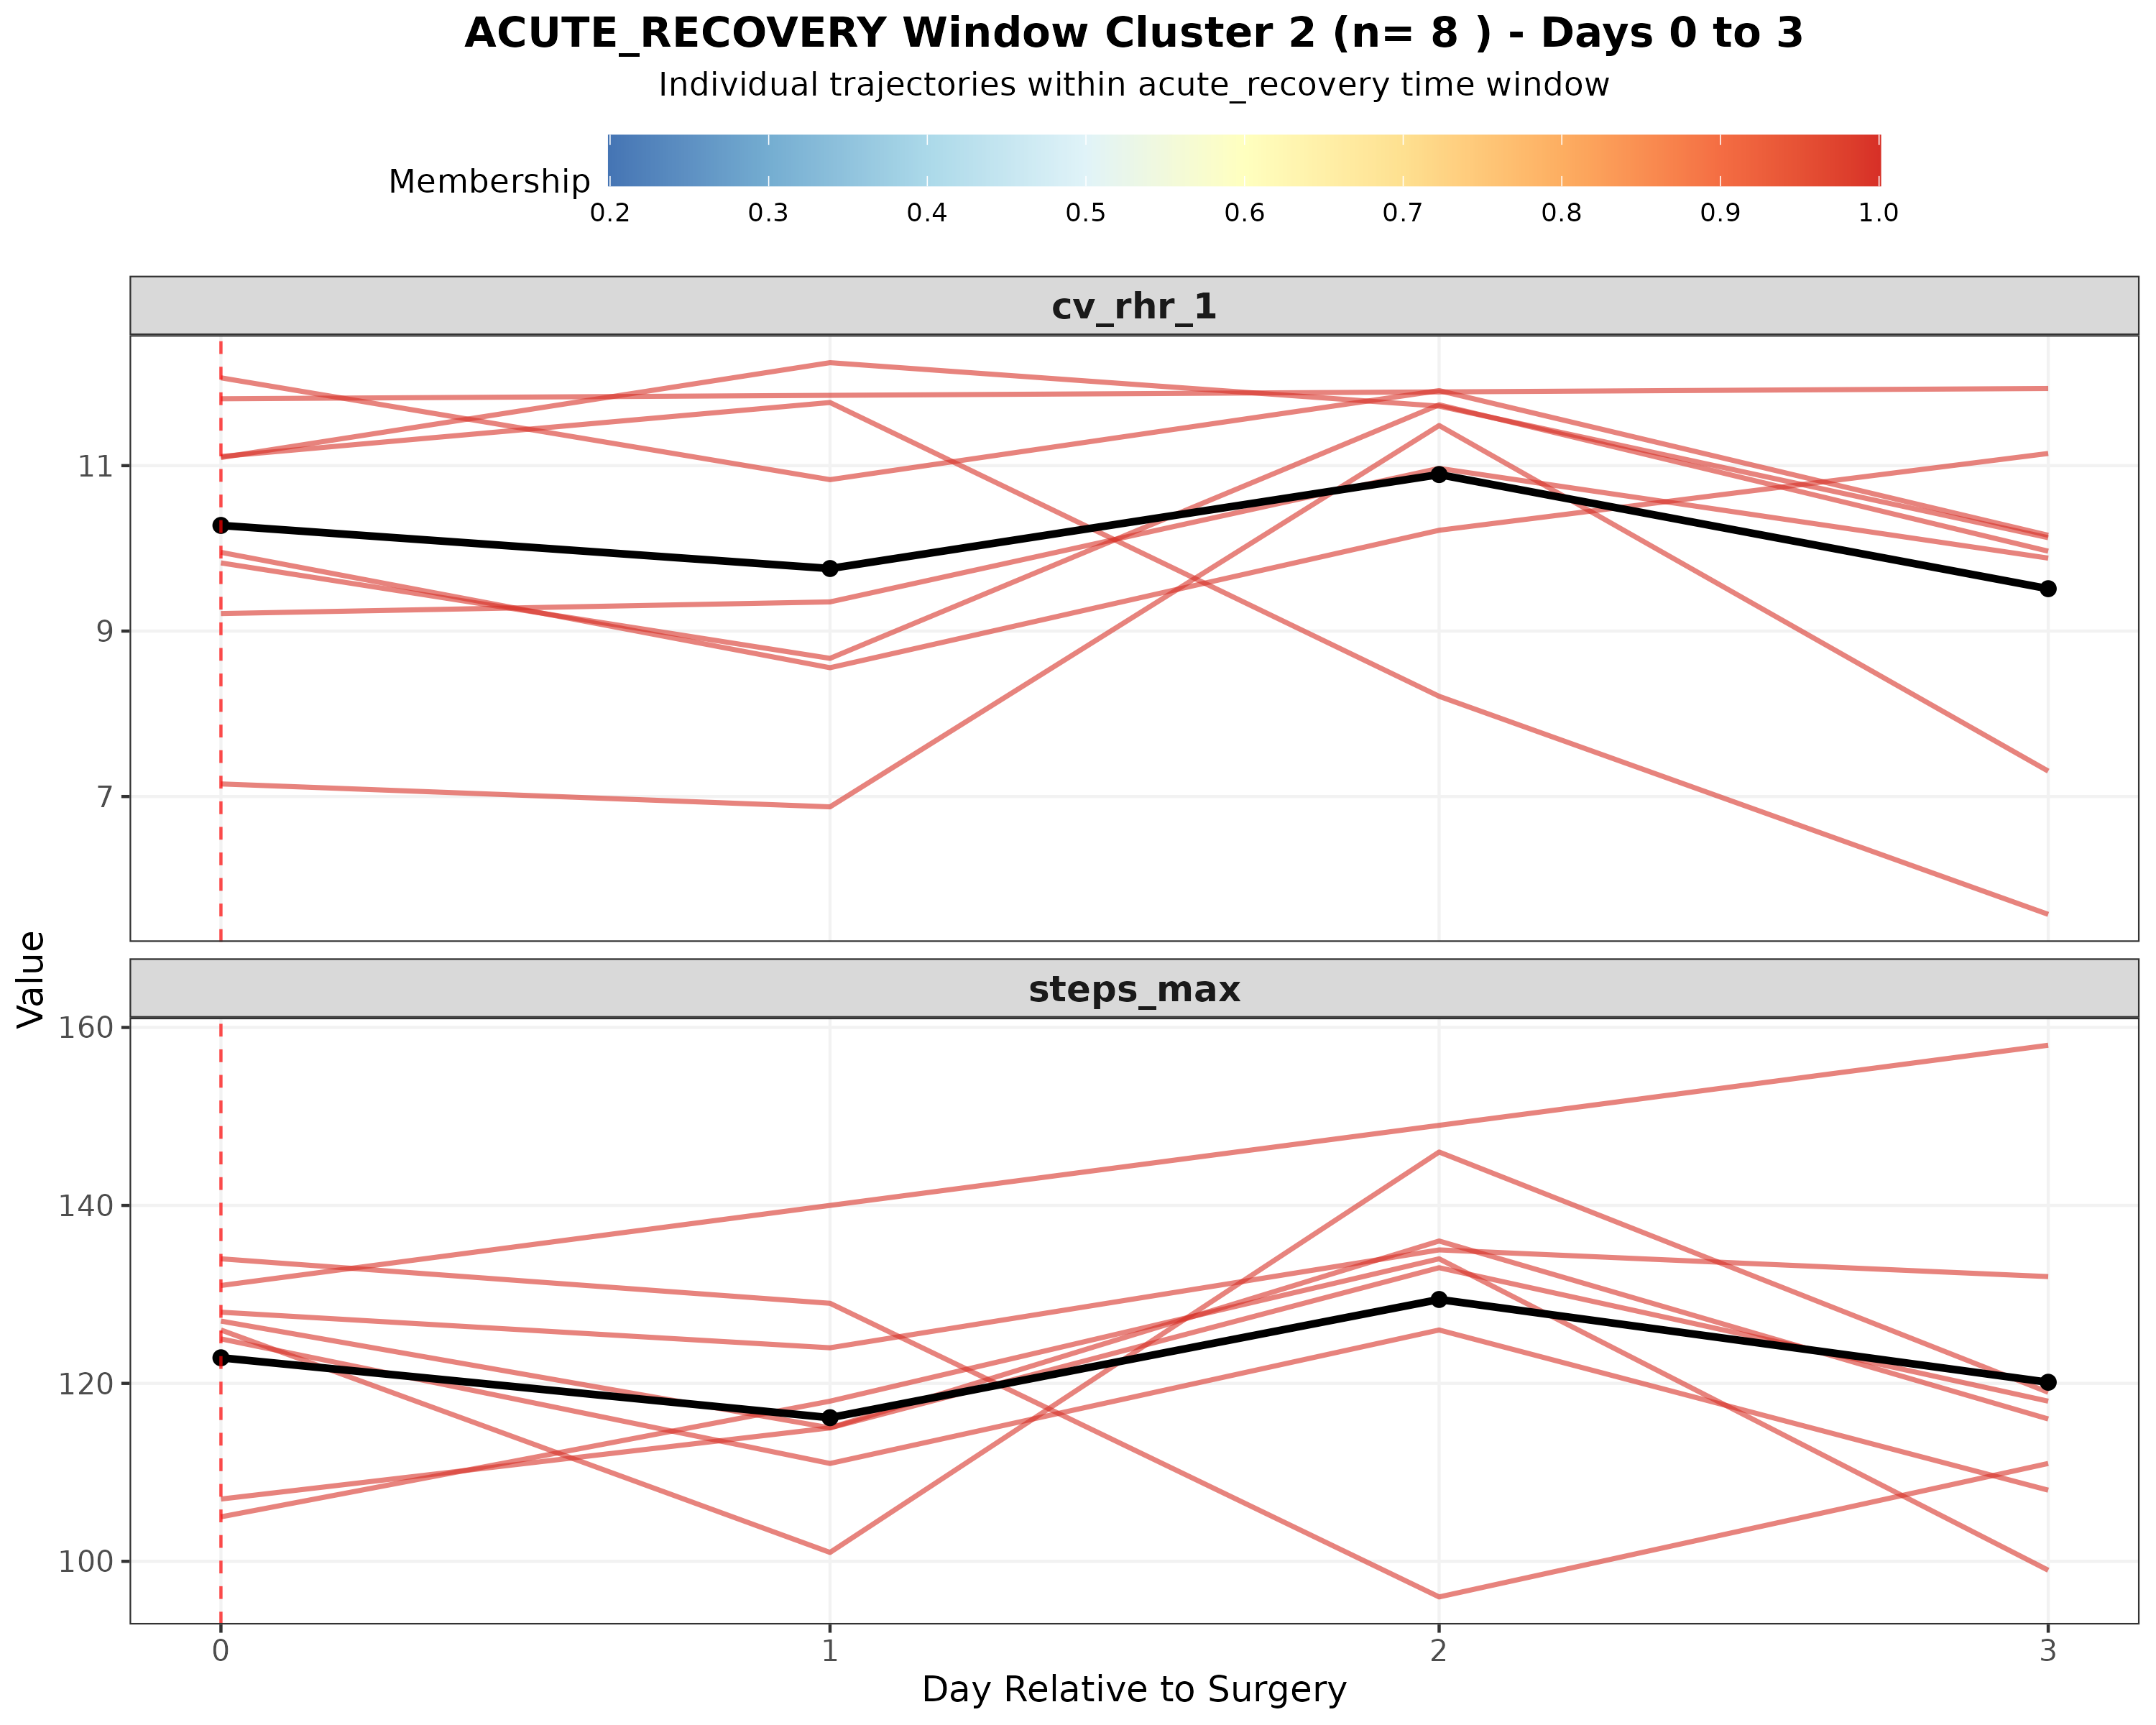 ACUTE_RECOVERY Window Cluster 2 (n= 8 ) - Days 0 to 3
Individual trajectories within acute_recovery time window
Membership
0.2 0.3 0.4 0.5 0.6 0.7 0.8 0.9 1.0
cv_rhr_1
11
9
7
Value
steps_max
160
140
120
100
0 1 2 3
Day Relative to Surgery